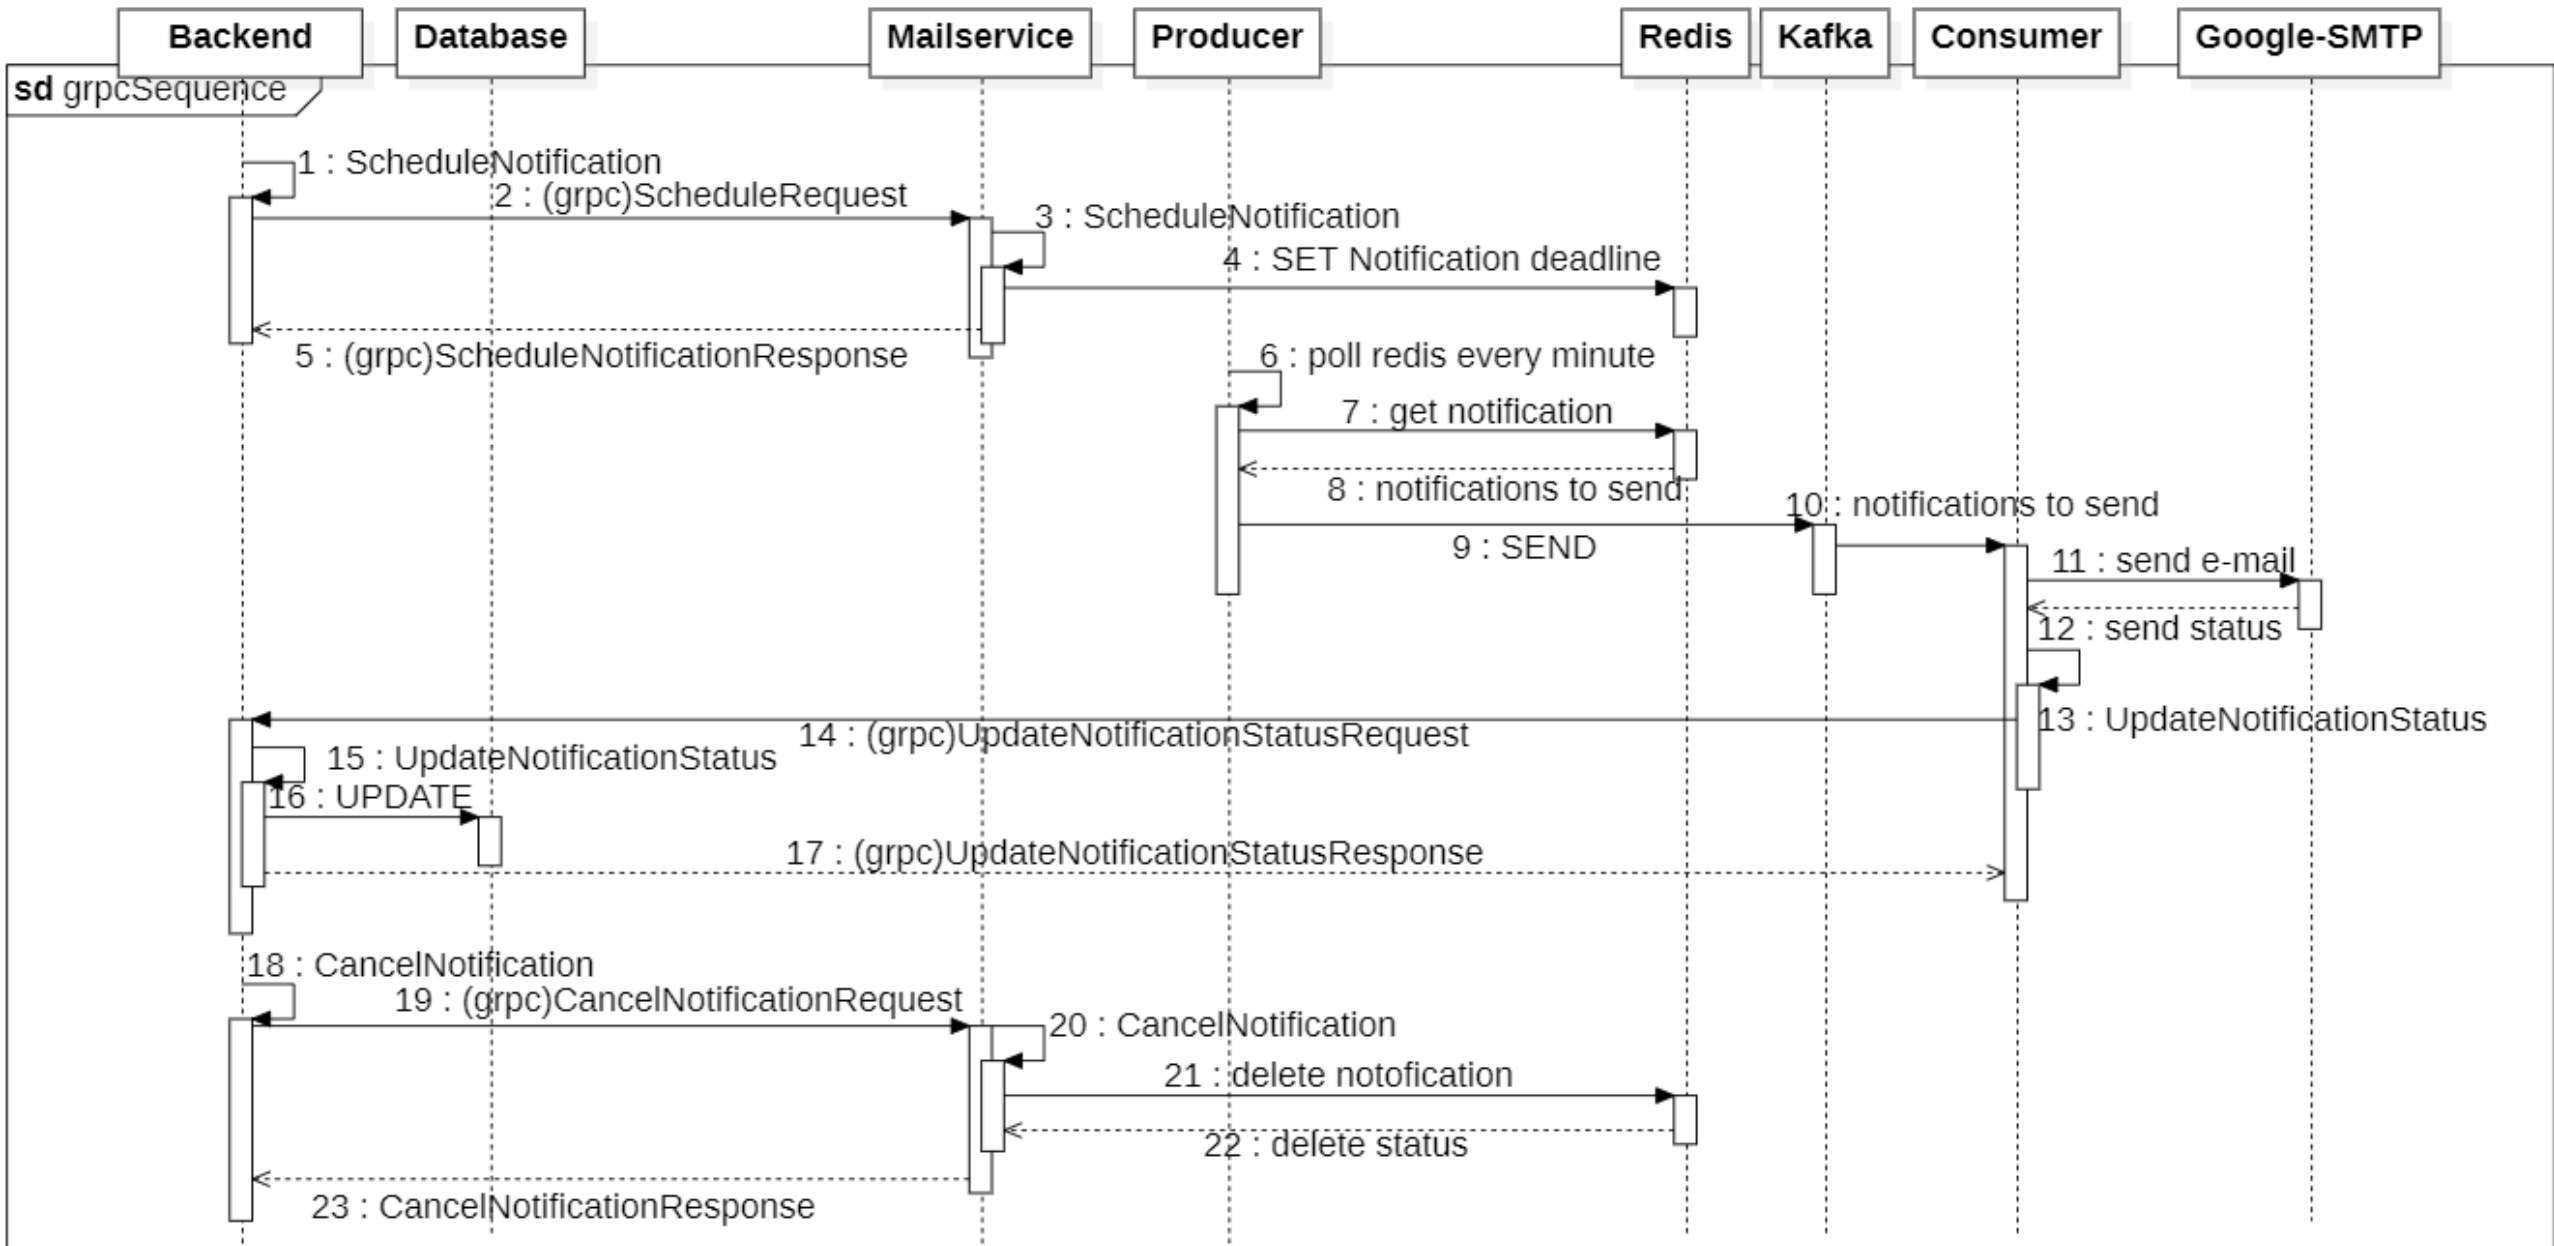 Backend
Database
Mailservice
Producer
Redis
Kafka
Consumer
Google-SMTP
sd grpcSequence
1 : ScheduleNotification
2 : (grpc)ScheduleRequest
3 : ScheduleNotification
4 : SET Notification deadline
5 : (grpc)ScheduleNotificationResponse
6 : poll redis every minute
7 : get notification
8 : notifications to send
9 : SEND
10 : notifications to send
11 : send e-mail
12 : send status
13 : UpdateNotificationStatus
14 : (grpc)UpdateNotificationStatusRequest
15 : UpdateNotificationStatus
16 : UPDATE
17 : (grpc)UpdateNotificationStatusResponse
18 : CancelNotification
19 : (grpc)CancelNotificationRequest
20 : CancelNotification
21 : delete notofication
22 : delete status
23 : CancelNotificationResponse